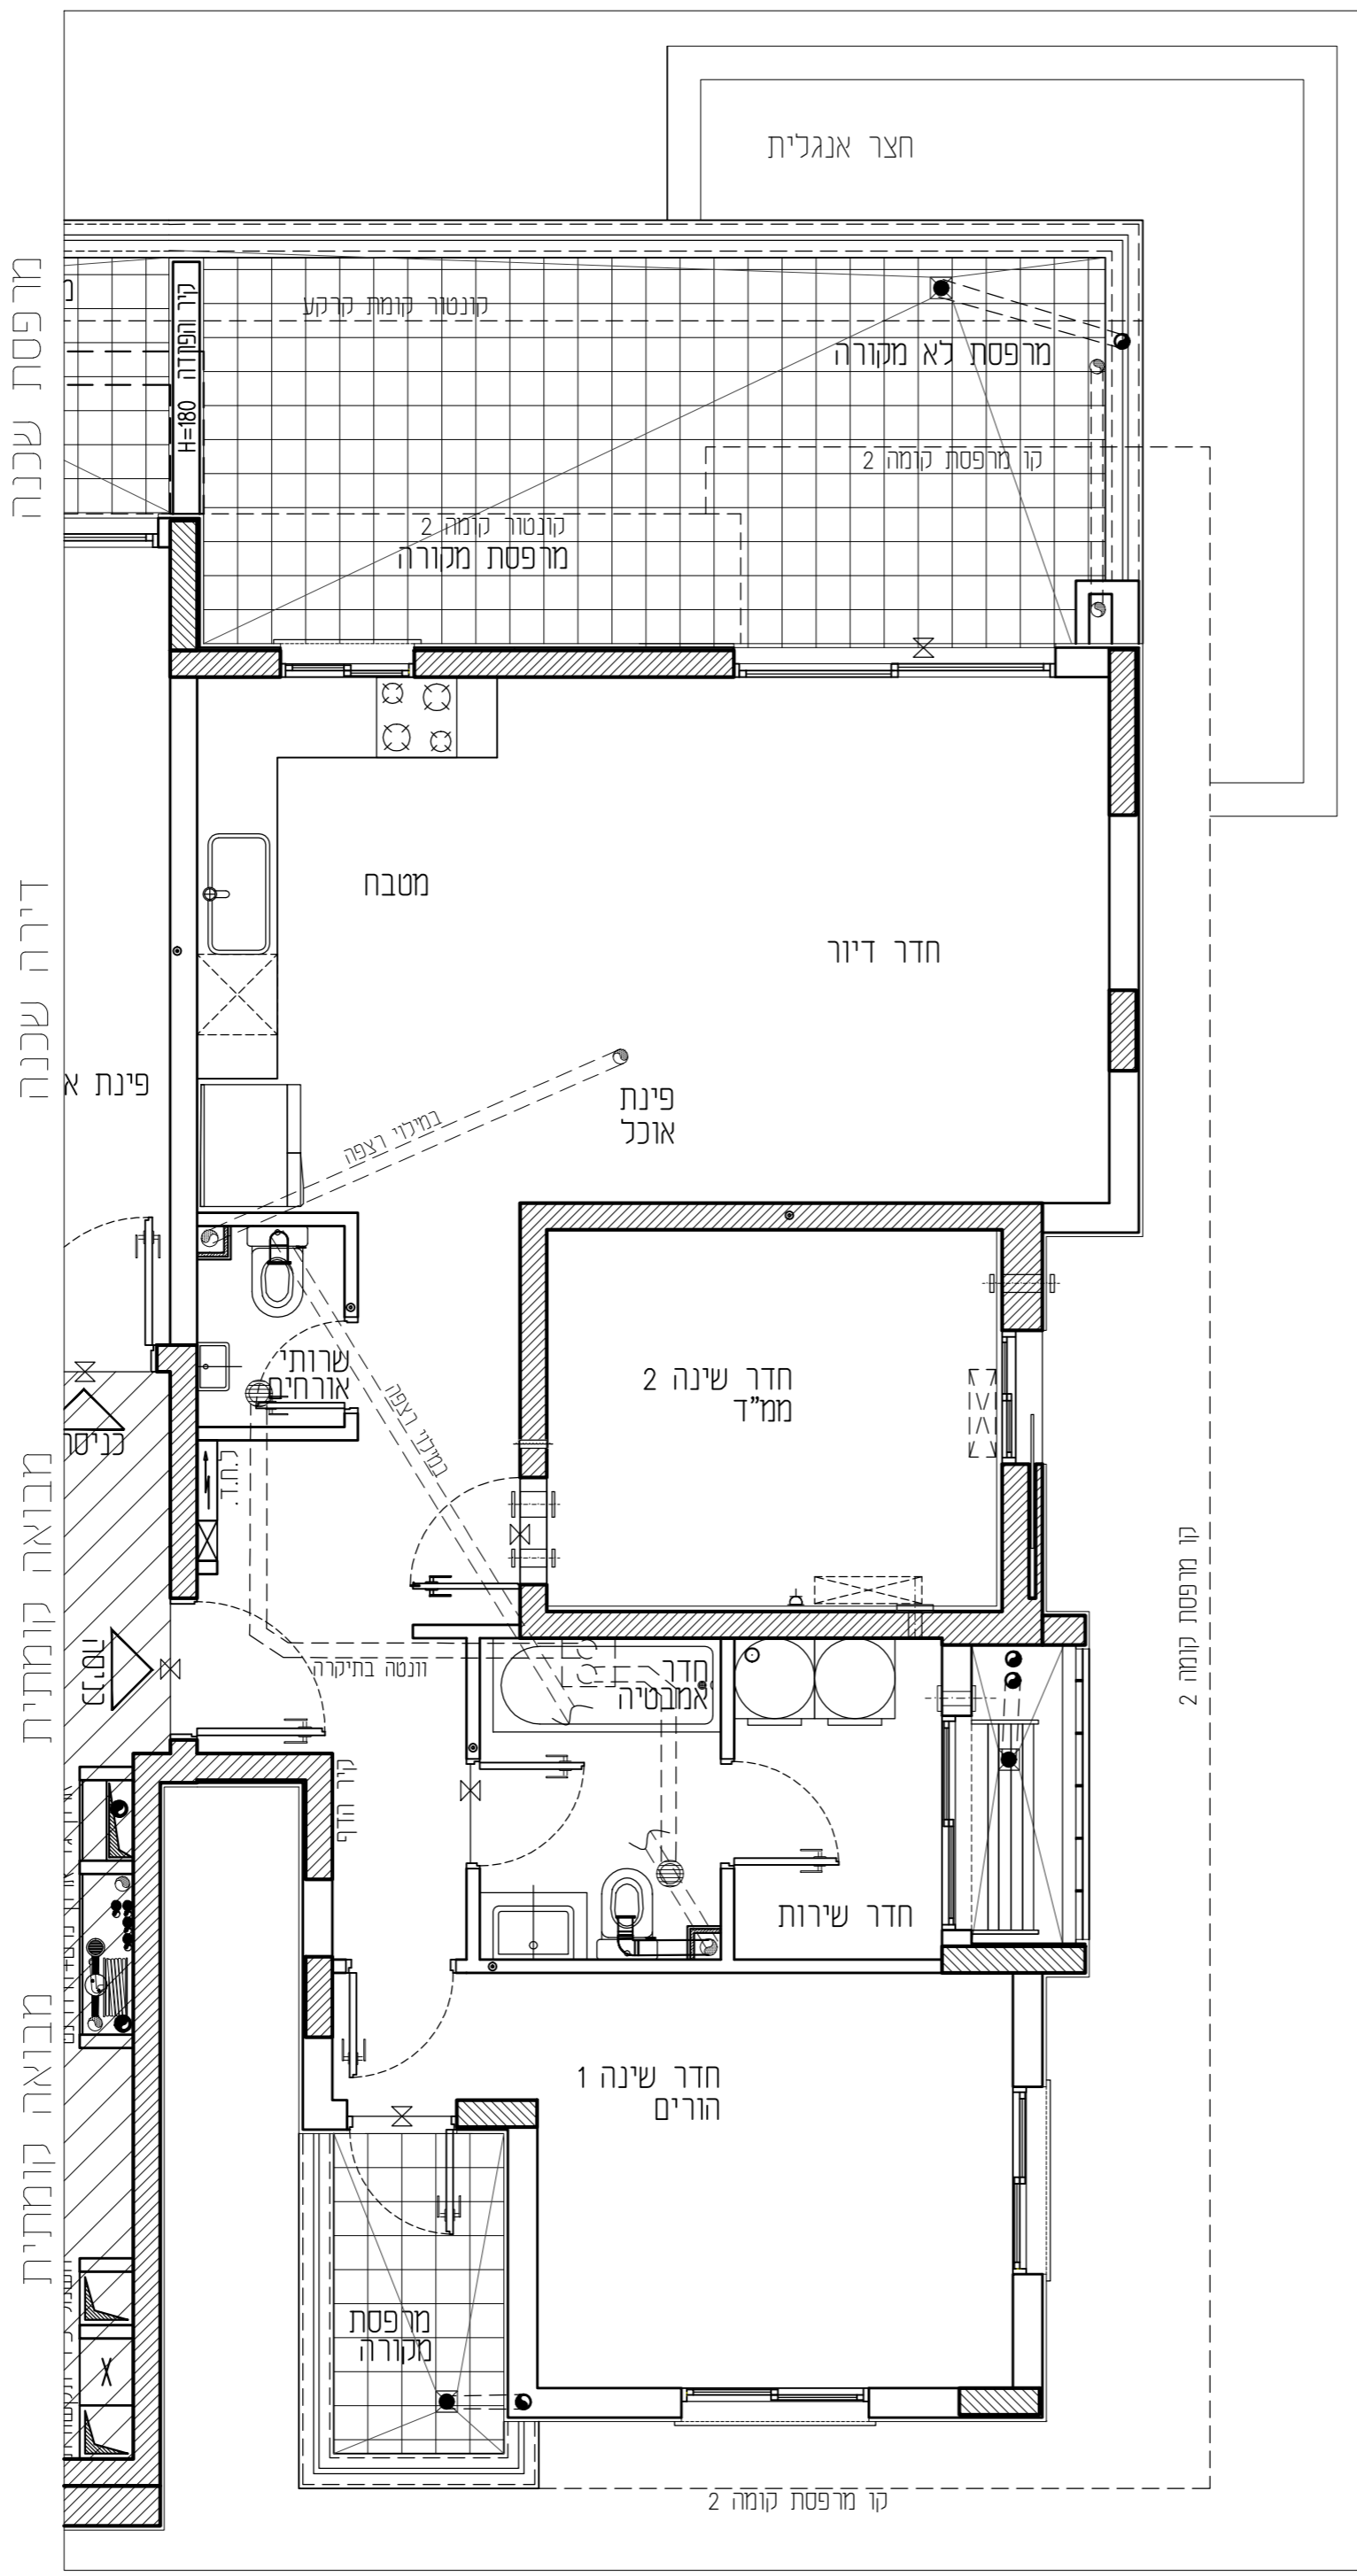 חצר אנגלית
מרפסת שכנה
קיר הפרדה H=180
קונטור קומת קרקע
מרפסת לא מקורה
קו מרפסת קומה 2
קונטור קומה 2
מרפסת מקורה
מטבח
חדר דיור
דירה שכנה
פינת א
פינת
אוכל
במילוי רצפה
שרותי
אורחים
חדר שינה 2
ממ"ד
במילוי רצפה
כניסה
מבואה קומתית
קו מרפסת קומה 2
כניסה
וונטה בתיקרה
חדר
אמבטיה
קיר הדף
חדר שירות
מבואה קומתית
חדר שינה 1
הורים
מרפסת
מקורה
X
קו מרפסת קומה 2